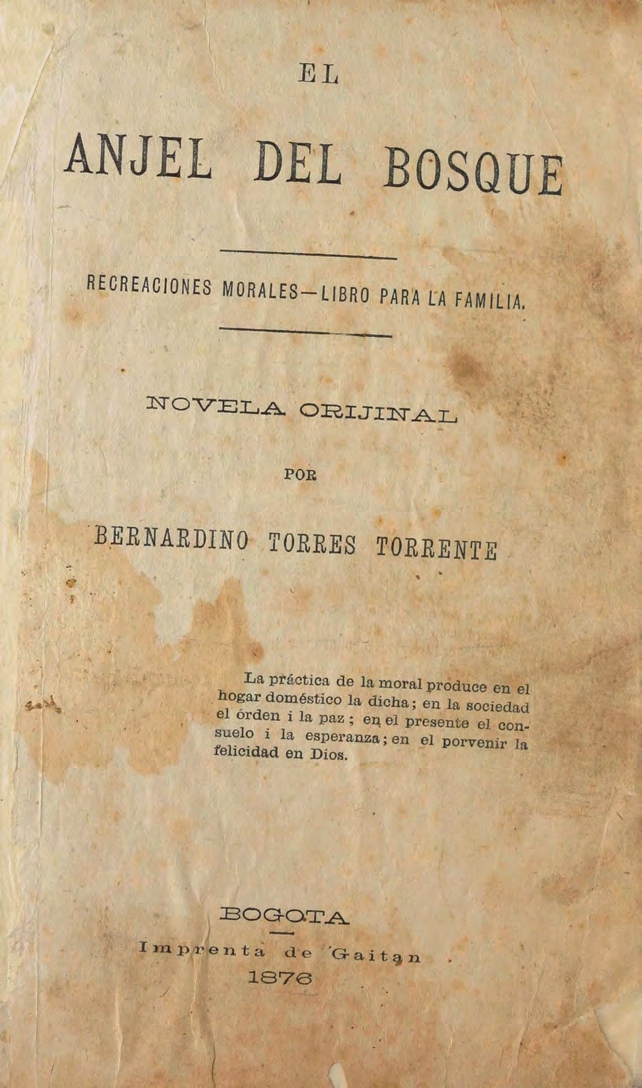 EL
ANJEL DEL BOSQUE
RECREACIONES MORALES—LIBRO PARA LA FAMILIA.
NOVELA ORIJINAL
POR
BERNARDINO TORRES TORRENTE
La práctica de la moral produce en el
hogar doméstico la dicha; en la sociedad
el órden i la paz; en el presente el con-
suelo i la esperanza; en el porvenir la
felicidad en Dios.
BOGOTA
Imprenta de Gaitan
1876